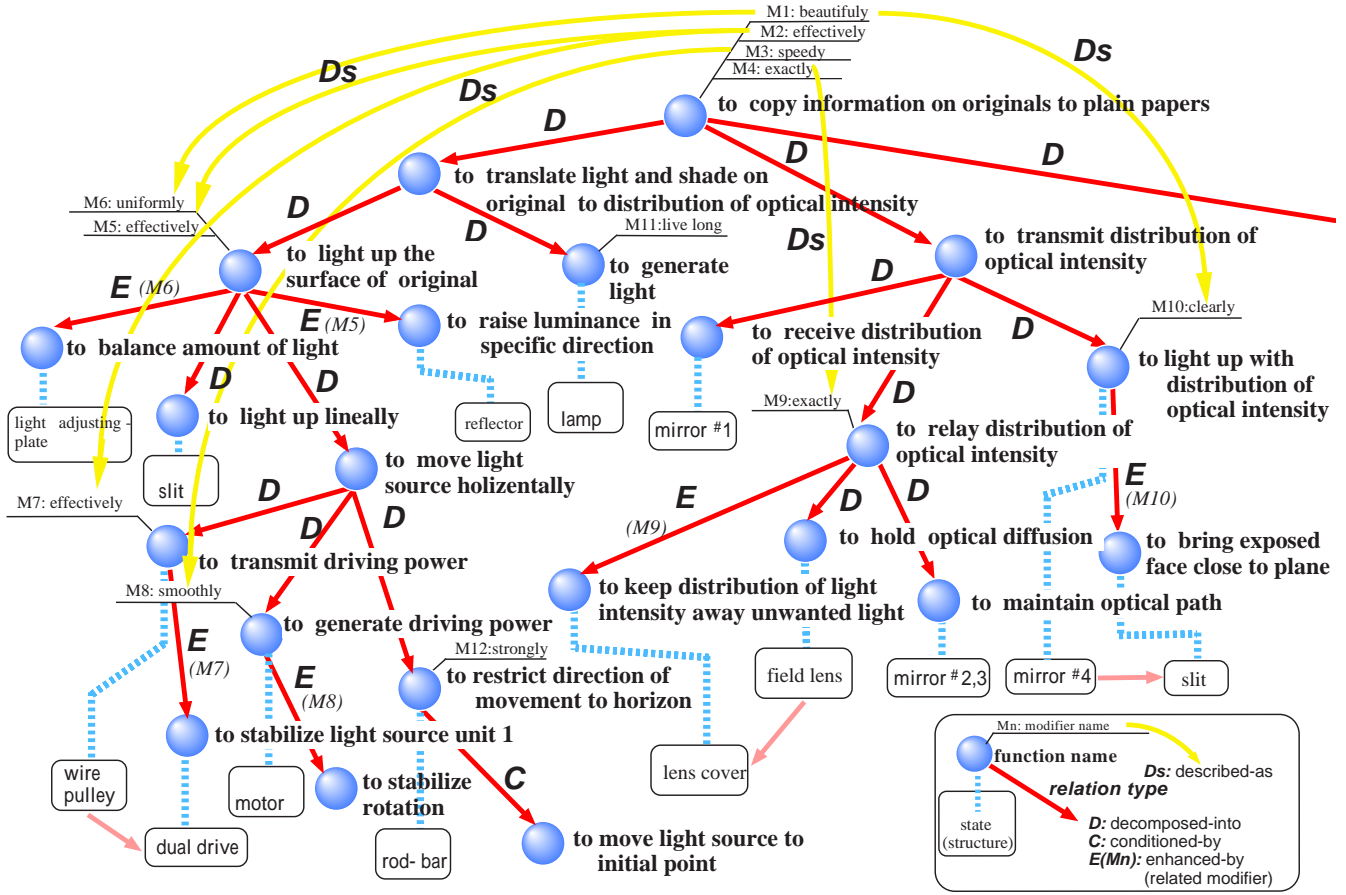 M1: beautifuly
M2: effectively
M3: speedy
M4: exactly
Ds
Ds
Ds
to copy information on originals to plain papers
D
D
D
to translate light and shade on
original to distribution of optical intensity
M6: uniformly
M5: effectively
D
D
M11:live long
Ds
to light up the
surface of original
to generate
light
to transmit distribution of
optical intensity
E (M6)
E (M5)
D
D
M10:clearly
to balance amount of light
to raise luminance in
specific direction
to receive distribution
of optical intensity
to light up with
distribution of
optical intensity
D
D
D
light adjusting -
plate
to light up lineally
reflector
lamp
mirror #1
M9:exactly
slit
to move light
source holizentally
to relay distribution of
optical intensity
M7: effectively
D
D
D
E
(M9)
D
D
E
(M10)
to transmit driving power
to hold optical diffusion
to bring exposed
face close to plane
M8: smoothly
to generate driving power
to keep distribution of light
intensity away unwanted light
to maintain optical path
E
(M7)
E
(M8)
M12:strongly
to restrict direction of
movement to horizon
field lens
mirror #2,3
mirror #4
slit
to stabilize light source unit 1
wire
pulley
motor
to stabilize
rotation
C
lens cover
dual drive
rod- bar
to move light source to
initial point
Mn: modifier name
function name
Ds: described-as
relation type
state
(structure)
D: decomposed-into
C: conditioned-by
E(Mn): enhanced-by
(related modifier)